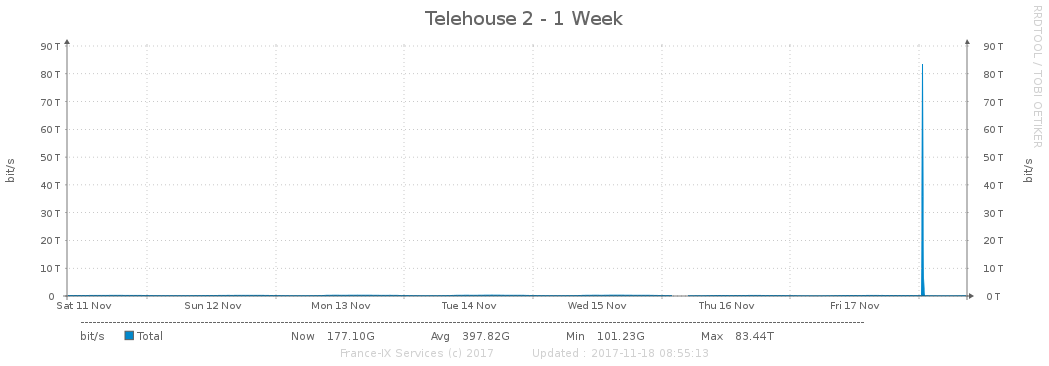 Telehouse 2 - 1 Week
RRDTOOL / TOBI OETIKER
90 T 90 T
80 T 80 T
70 T 70 T
60 T 60 T
50 T 50 T
40 T 40 T
30 T 30 T
20 T 20 T
10 T 10 T
0 0 T
bit/s bit/s
Sat 11 Nov Sun 12 Nov Mon 13 Nov Tue 14 Nov Wed 15 Nov Thu 16 Nov Fri 17 Nov
bit/s Total Now 177.10G Avg 397.82G Min 101.23G Max 83.44T
France-IX Services (c) 2017 Updated : 2017-11-18 08:55:13